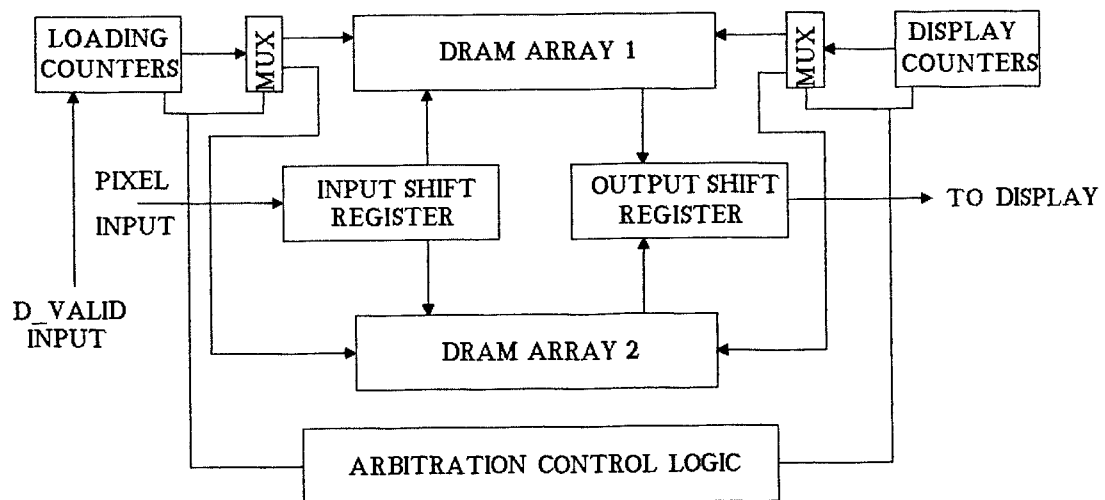 LOADING
COUNTERS
MUX
DRAM ARRAY 1
MUX
DISPLAY
COUNTERS
PIXEL
INPUT
INPUT SHIFT
REGISTER
OUTPUT SHIFT
REGISTER
TO DISPLAY
D_VALID
INPUT
DRAM ARRAY 2
ARBITRATION CONTROL LOGIC